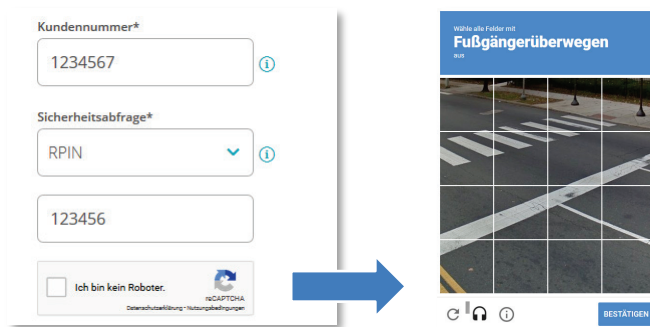 Kundennummer*
1234567
Sicherheitsabfrage*
RPIN
123456
Ich bin kein Roboter.
reCAPTCHA
Datenschutzerklärung • Nutzungsbedingungen
Wähle alle Felder mit
Fußgängerüberwegen
aus
BESTÄTIGEN